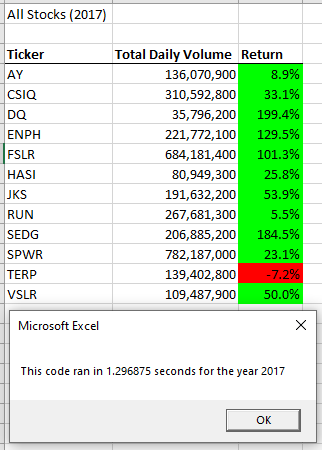 All Stocks (2017)
Ticker Total Daily Volume Return
AY 136,070,900 8.9%
CSIQ 310,592,800 33.1%
DQ 35,796,200 199.4%
ENPH 221,772,100 129.5%
FSLR 684,181,400 101.3%
HASI 80,949,300 25.8%
JKS 191,632,200 53.9%
RUN 267,681,300 5.5%
SEDG 206,885,200 184.5%
SPWR 782,187,000 23.1%
TERP 139,402,800 -7.2%
VSLR 109,487,900 50.0%
Microsoft Excel
This code ran in 1.296875 seconds for the year 2017
OK